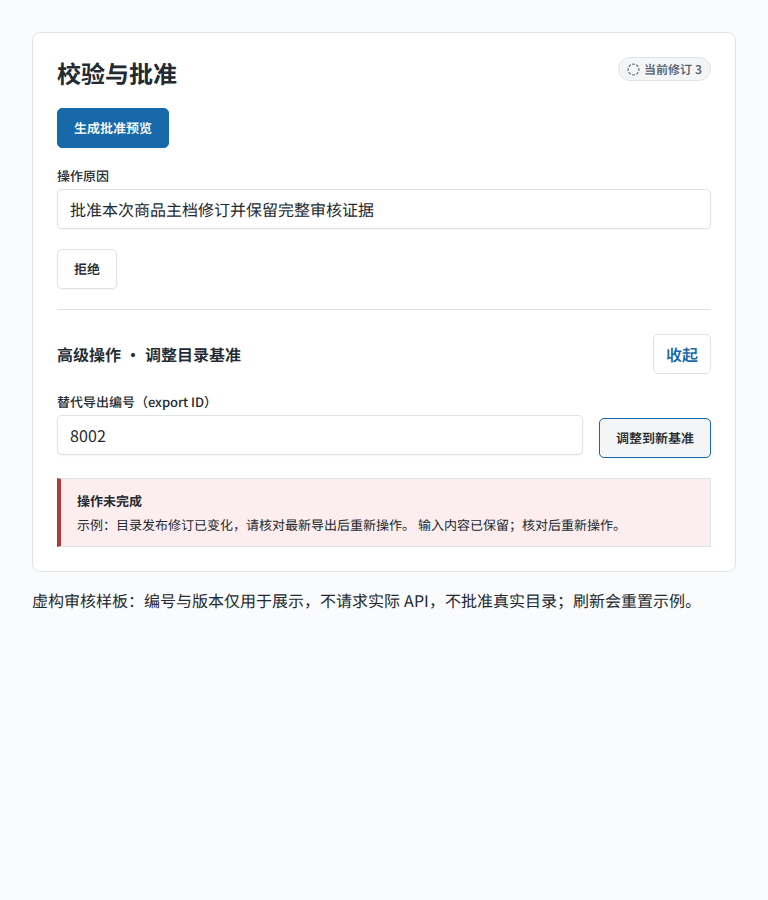 校验与批准
当前修订 3
生成批准预览
操作原因
批准本次商品主档修订并保留完整审核证据
拒绝
高级操作 · 调整目录基准
收起
替代导出编号（export ID）
8002
调整到新基准
操作未完成
示例：目录发布修订已变化，请核对最新导出后重新操作。 输入内容已保留；核对后重新操作。
虚构审核样板：编号与版本仅用于展示，不请求实际 API，不批准真实目录；刷新会重置示例。